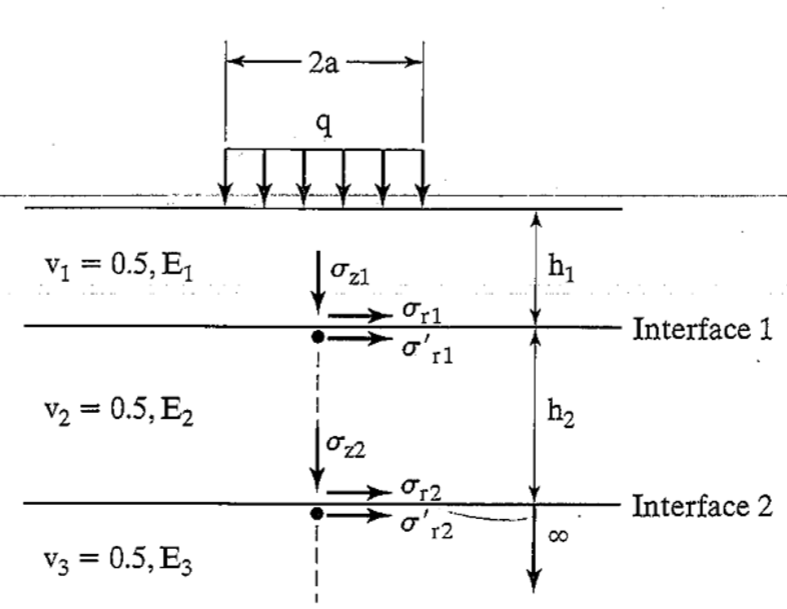 2a
q
v₁ = 0.5, E₁
σz1
h₁
σr1
Interface 1
σ′r1
v₂ = 0.5, E₂
h₂
σz2
σr2
Interface 2
σ′r2
∞
v₃ = 0.5, E₃